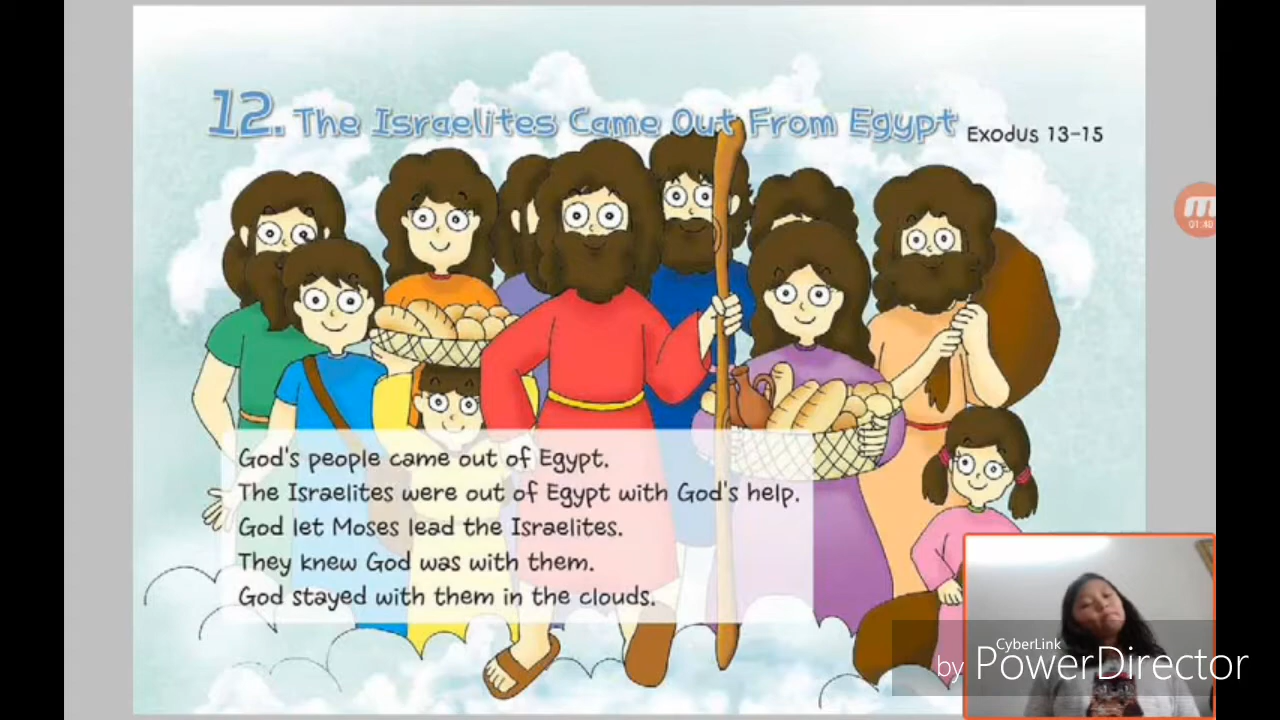 12. The Israelites Came Out From Egypt Exodus 13-15
God's people came out of Egypt.
The Israelites were out of Egypt with God's help.
God let Moses lead the Israelites.
They knew God was with them.
God stayed with them in the clouds.
01:40
CyberLink
by PowerDirector